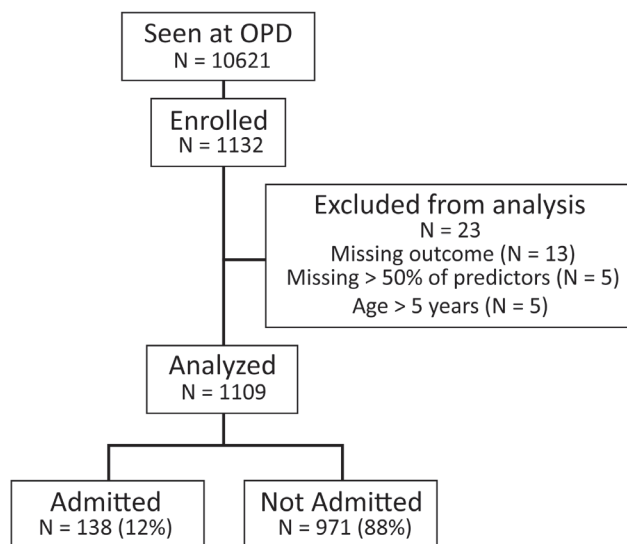 Seen at OPD
N = 10621
Enrolled
N = 1132
Excluded from analysis
N = 23
Missing outcome (N = 13)
Missing > 50% of predictors (N = 5)
Age > 5 years (N = 5)
Analyzed
N = 1109
Admitted
N = 138 (12%)
Not Admitted
N = 971 (88%)